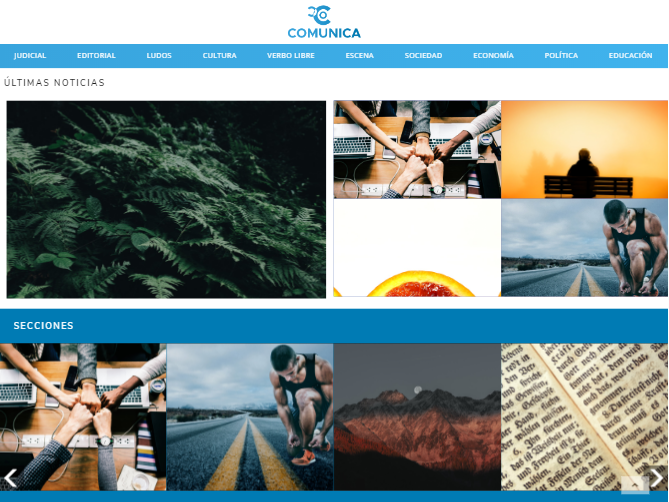 COMUNICA
JUDICIAL EDITORIAL LUDOS CULTURA VERBO LIBRE ESCENA SOCIEDAD ECONOMÍA POLÍTICA EDUCACIÓN
ÚLTIMAS NOTICIAS
SECCIONES